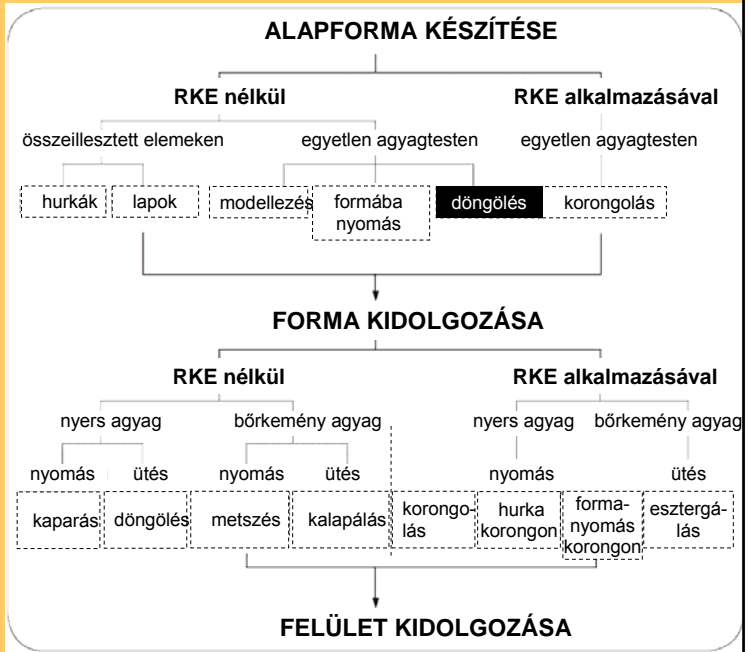 ALAPFORMA KÉSZÍTÉSE
RKE nélkül
RKE alkalmazásával
összeillesztett elemeken
egyetlen agyagtesten
egyetlen agyagtesten
hurkák
lapok
modellezés
formába
nyomás
döngölés
korongolás
FORMA KIDOLGOZÁSA
RKE nélkül
RKE alkalmazásával
nyers agyag
bőrkemény agyag
nyers agyag
bőrkemény agyag
nyomás
ütés
nyomás
ütés
nyomás
ütés
kaparás
döngölés
metszés
kalapálás
korongo-
lás
hurka
korongon
forma-
nyomás
korongon
esztergá-
lás
FELÜLET KIDOLGOZÁSA